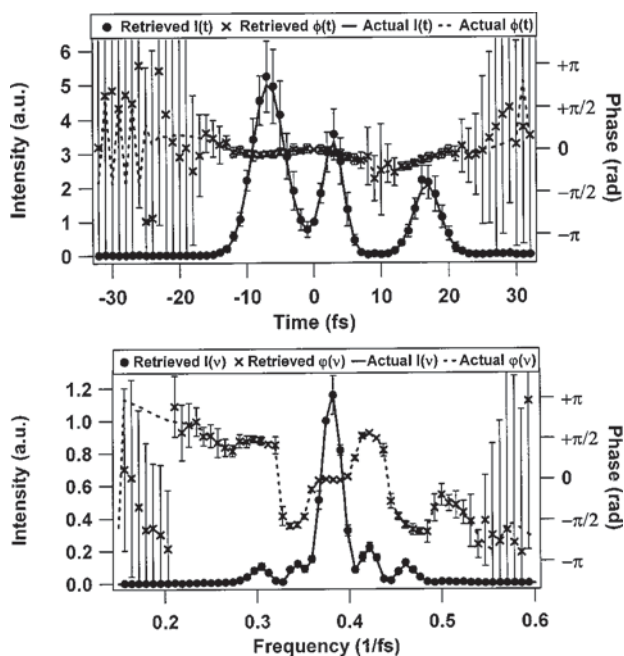 ● Retrieved I(t) × Retrieved ϕ(t) — Actual I(t) --- Actual ϕ(t)
6
5
4
3
2
1
0
Intensity (a.u.)
+π
+π/2
0
−π/2
−π
Phase (rad)
-30 -20 -10 0 10 20 30
Time (fs)
● Retrieved I(ν) × Retrieved φ(ν) — Actual I(ν) --- Actual φ(ν)
1.2
1.0
0.8
0.6
0.4
0.2
0.0
Intensity (a.u.)
+π
+π/2
0
−π/2
−π
Phase (rad)
0.2 0.3 0.4 0.5 0.6
Frequency (1/fs)